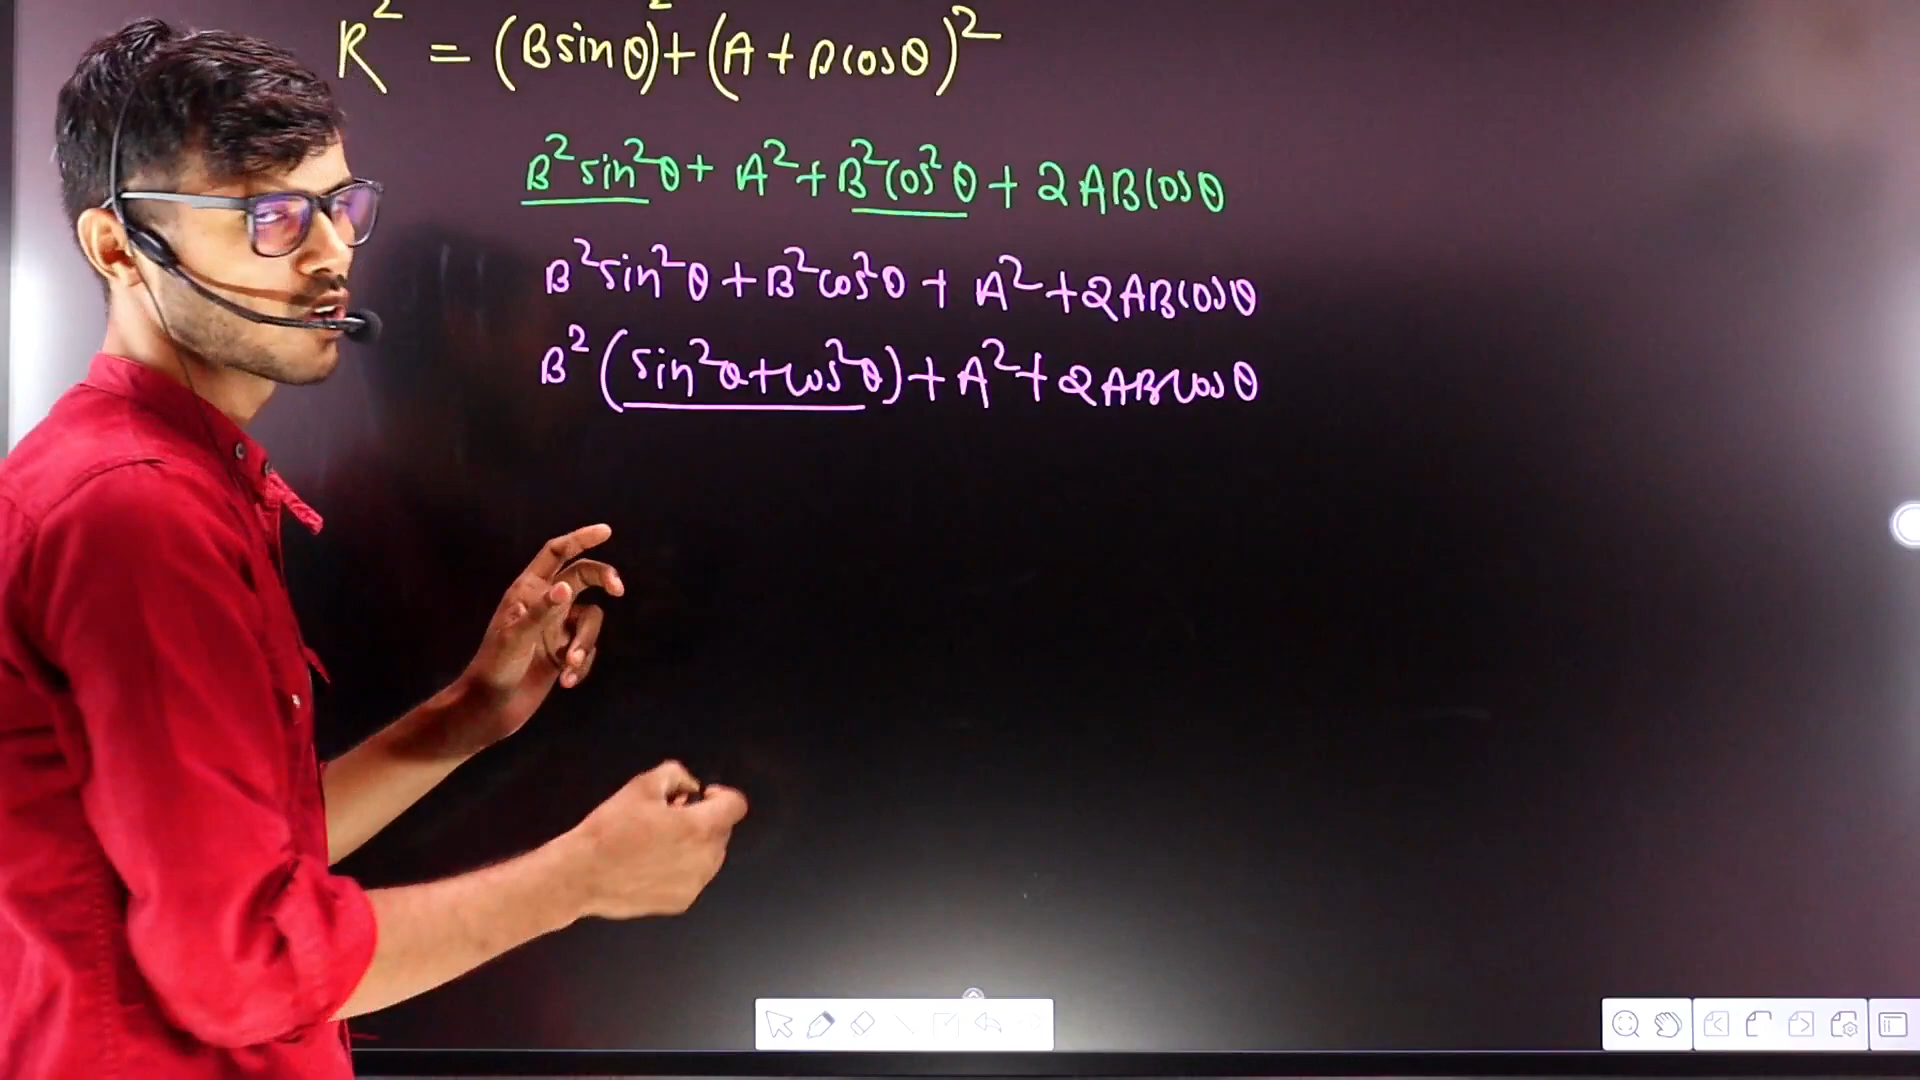 R² = (Bsinθ)² + (A + Bcosθ)²
B²sin²θ + A² + B²cos²θ + 2ABcosθ
B²sin²θ + B²cos²θ + A² + 2ABcosθ
B²(sin²θ + cos²θ) + A² + 2ABcosθ